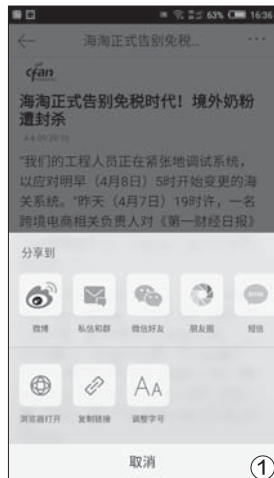 63% 16:36
海淘正式告别免税... ...
cfan
海淘正式告别免税时代！境外奶粉
遭封杀
“我们的工程人员正在紧张地调试系统，
以应对明早（4月8日）5时开始变更的海
关系统。”昨天（4月7日）19时许，一名
跨境电商相关负责人对《第一财经日报》
分享到
微博 私信和群 微信好友 朋友圈 短信
浏览器打开 复制链接 调整字号
取消
①